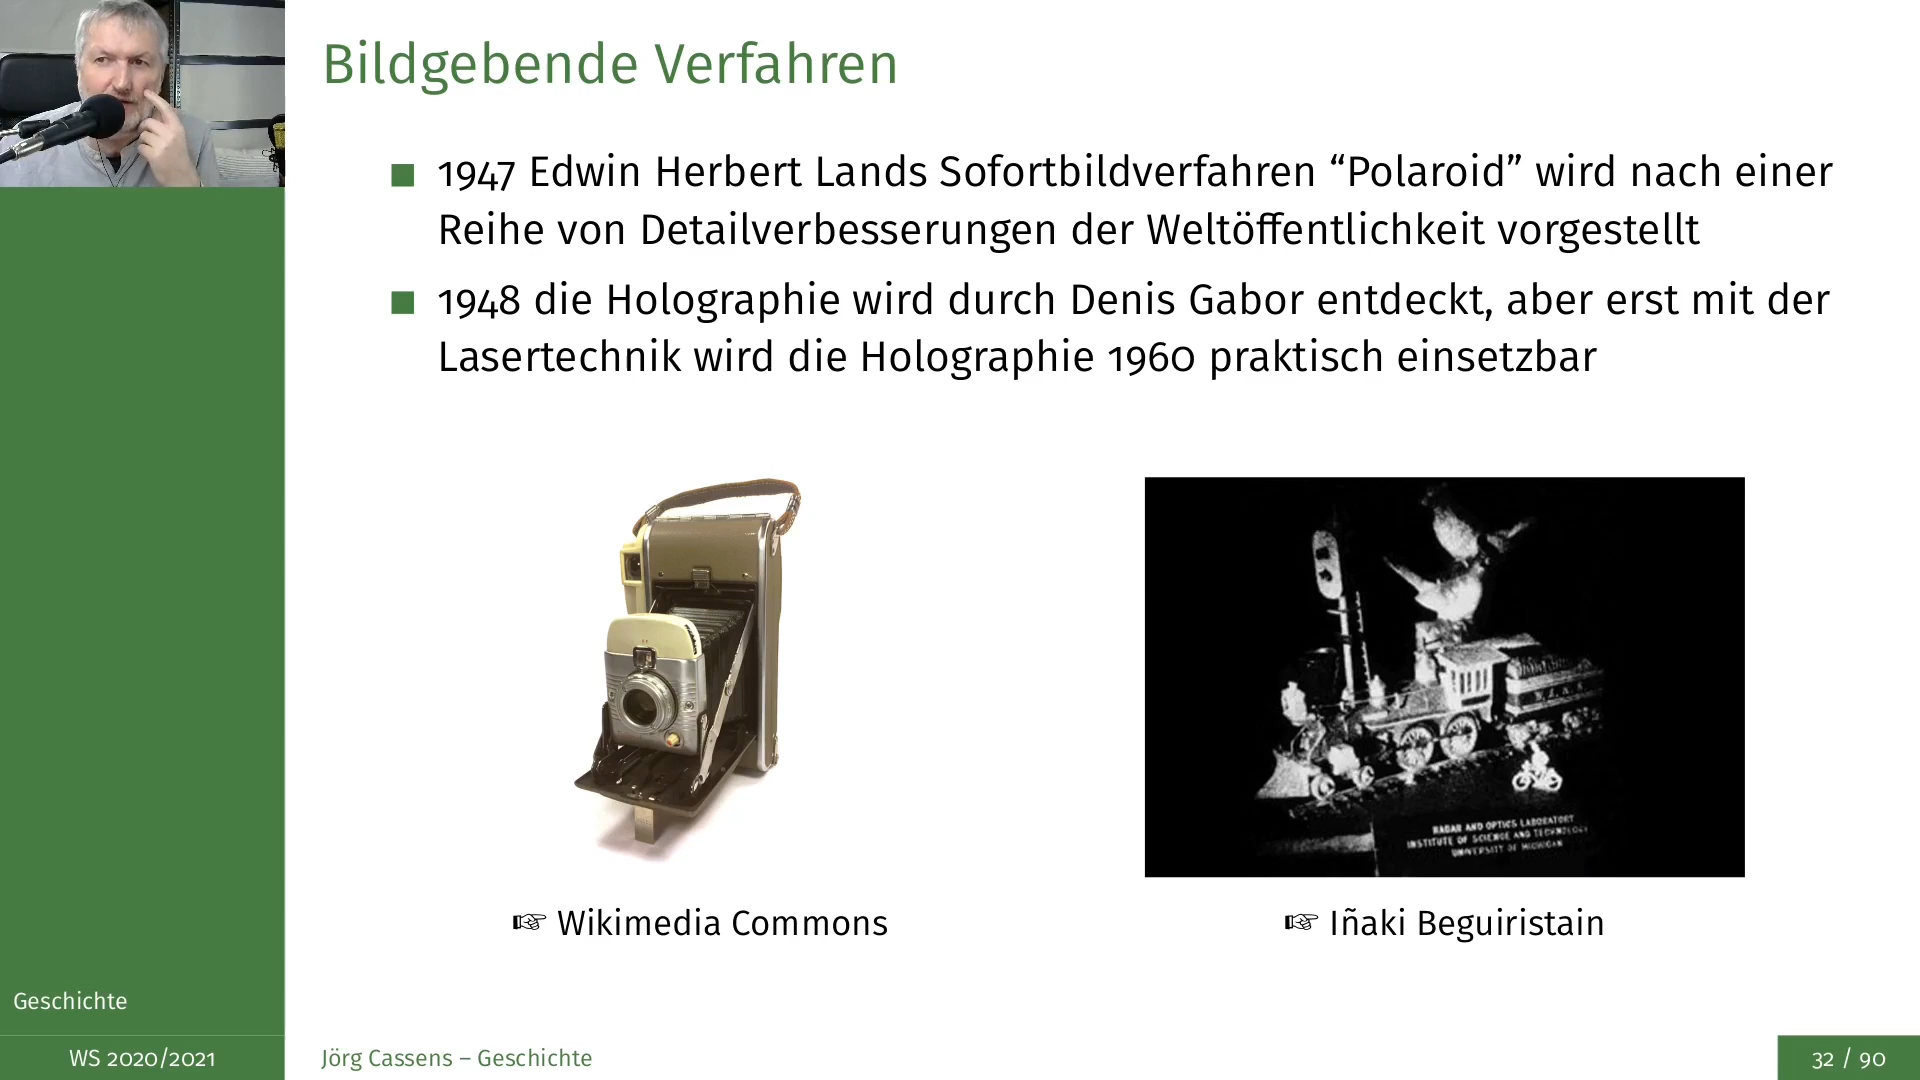 Bildgebende Verfahren
1947 Edwin Herbert Lands Sofortbildverfahren “Polaroid” wird nach einer
Reihe von Detailverbesserungen der Weltöffentlichkeit vorgestellt
1948 die Holographie wird durch Denis Gabor entdeckt, aber erst mit der
Lasertechnik wird die Holographie 1960 praktisch einsetzbar
RADAR AND OPTICS LABORATORY
INSTITUTE OF SCIENCE AND TECHNOLOGY
UNIVERSITY OF MICHIGAN
☞ Wikimedia Commons
☞ Iñaki Beguiristain
Geschichte
WS 2020/2021
Jörg Cassens – Geschichte
32 / 90